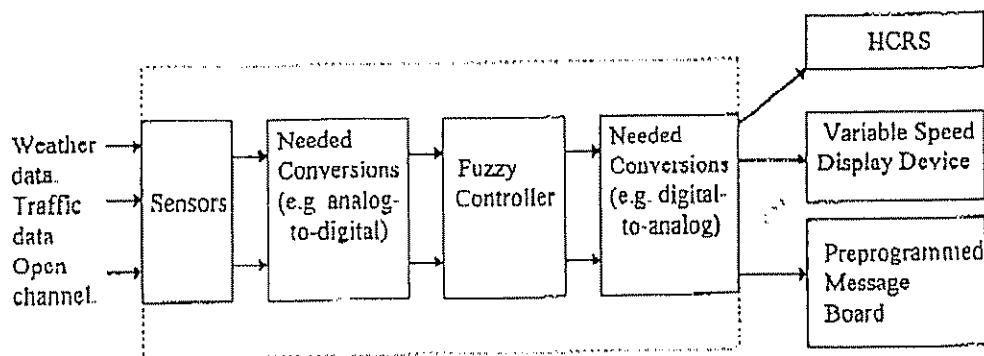 HCRS
Weather
data.
Traffic
data
Open
channel.
Sensors
Needed
Conversions
(e.g analog-
to-digital)
Fuzzy
Controller
Needed
Conversions
(e.g. digital-
to-analog)
Variable Speed
Display Device
Preprogrammed
Message
Board